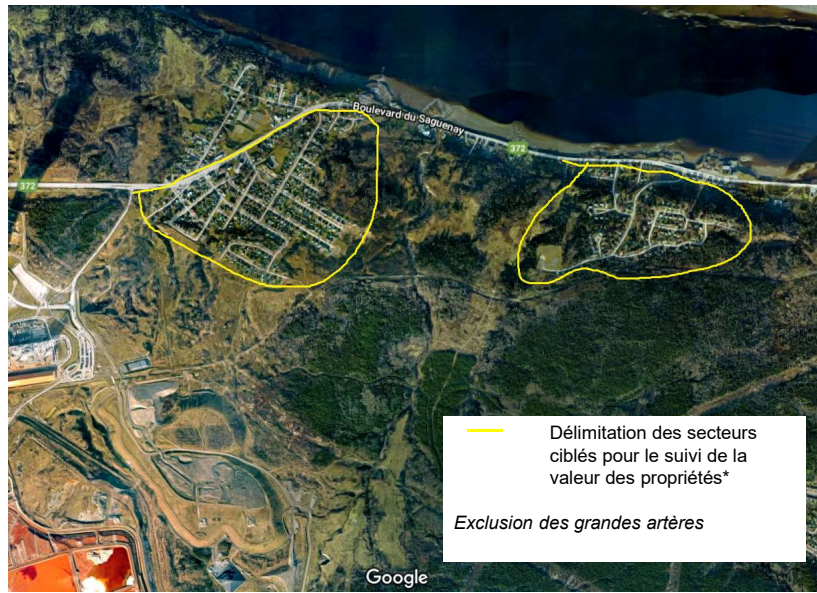 Boulevard du Saguenay
372
372
Délimitation des secteurs
ciblés pour le suivi de la
valeur des propriétés*
Exclusion des grandes artères
Google